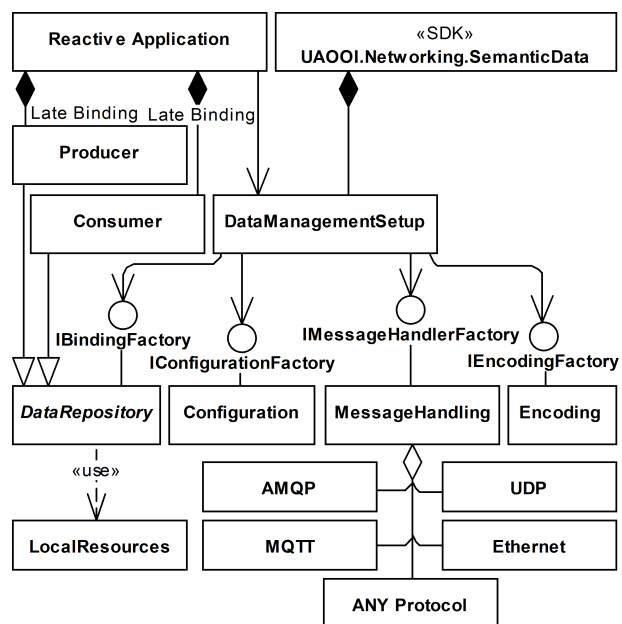 Reactive Application
«SDK»
UAOOI.Networking.SemanticData
Late Binding
Late Binding
Producer
Consumer
DataManagementSetup
IBindingFactory
IConfigurationFactory
IMessageHandlerFactory
IEncodingFactory
DataRepository
Configuration
MessageHandling
Encoding
«use»
AMQP
UDP
LocalResources
MQTT
Ethernet
ANY Protocol